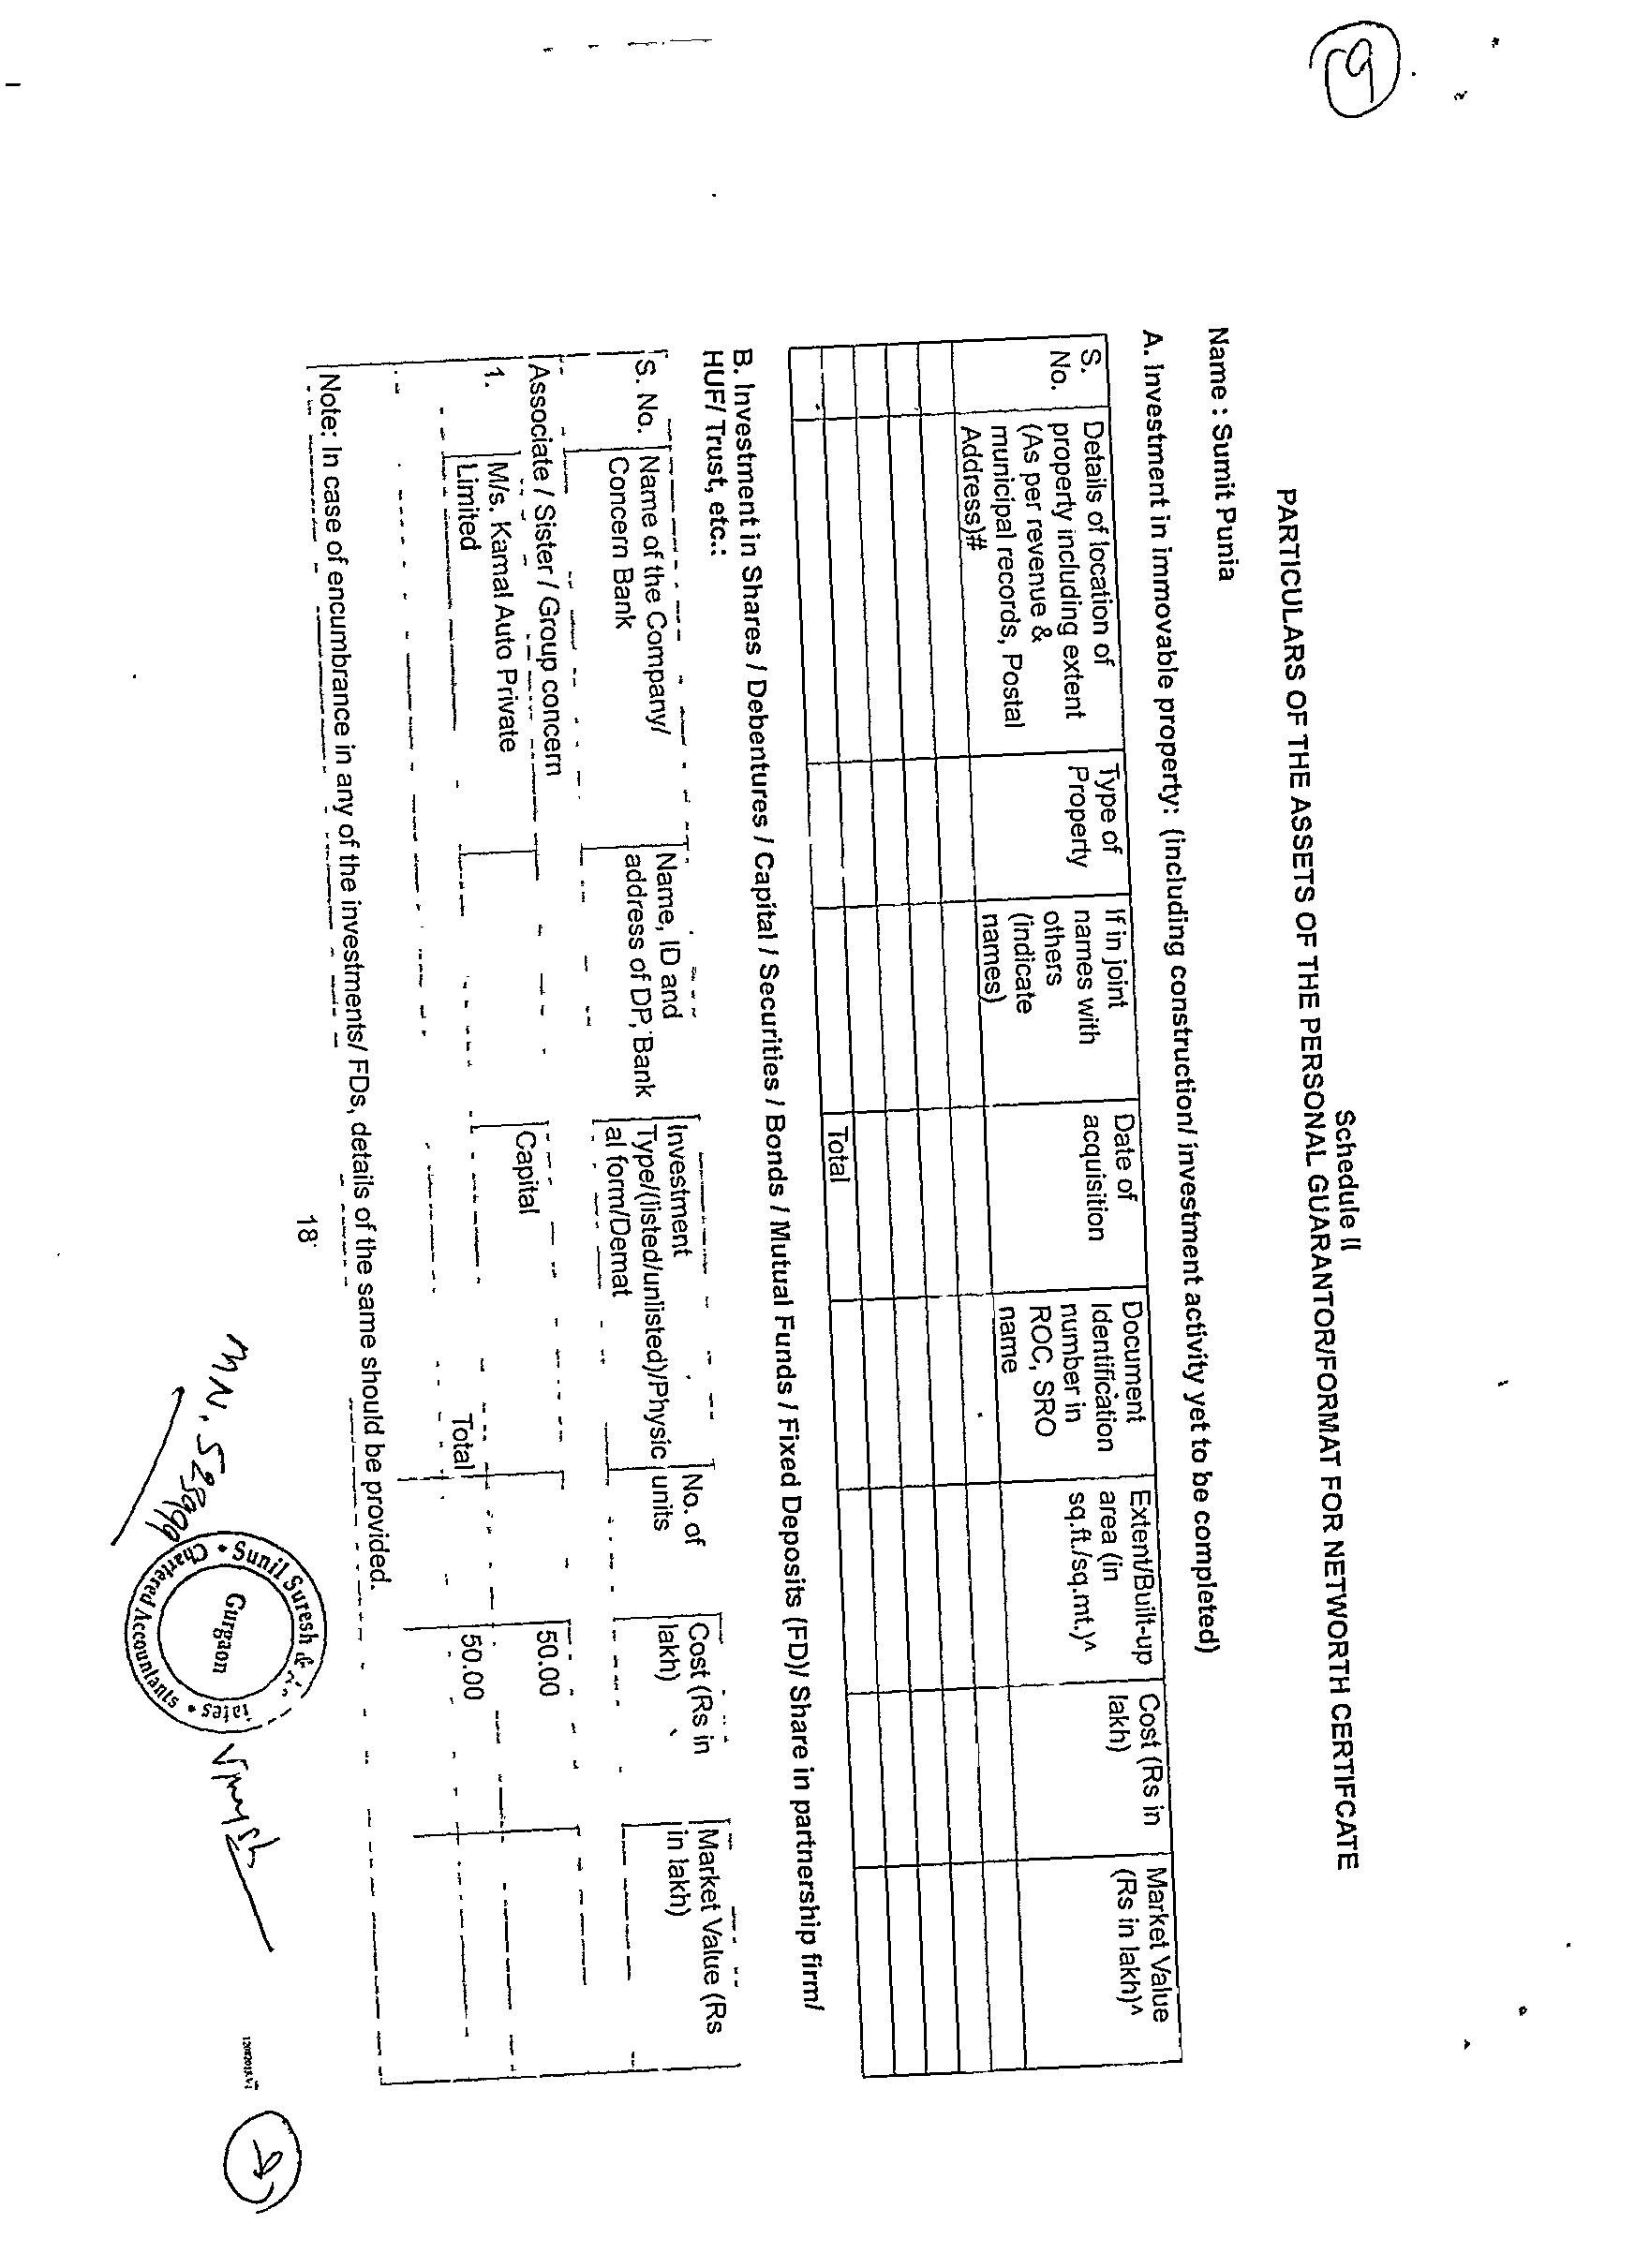 Schedule II
PARTICULARS OF THE ASSETS OF THE PERSONAL GUARANTOR/FORMAT FOR NETWORTH CERTIFCATE
Name : Sumit Punia
A. Investment in immovable property: (including construction/ investment activity yet to be completed)
S. No.
Details of location of property including extent (As per revenue & municipal records, Postal Address)#
Type of Property
If in joint names with others (indicate names)
Date of acquisition
Document Identification number in ROC, SRO name
Extent/Built-up area (in sq.ft./sq.mt.)^
Cost (Rs in lakh)
Market Value (Rs in lakh)^
Total
B. Investment in Shares / Debentures / Capital / Securities / Bonds / Mutual Funds / Fixed Deposits (FD)/ Share in partnership firm/
HUF/ Trust, etc.:
S. No.
Name of the Company/ Concern Bank
Name, ID and address of DP, Bank
Investment Type/(listed/unlisted)/Physic al form/Demat
No. of units
Cost (Rs in lakh)
Market Value (Rs in lakh)
Associate / Sister / Group concern
1.
M/s. Kamal Auto Private Limited
Capital
50.00
Total
50.00
Note: In case of encumbrance in any of the investments/ FDs, details of the same should be provided.
18
Sunil Suresh &
Chartered Accountants
Gurgaon